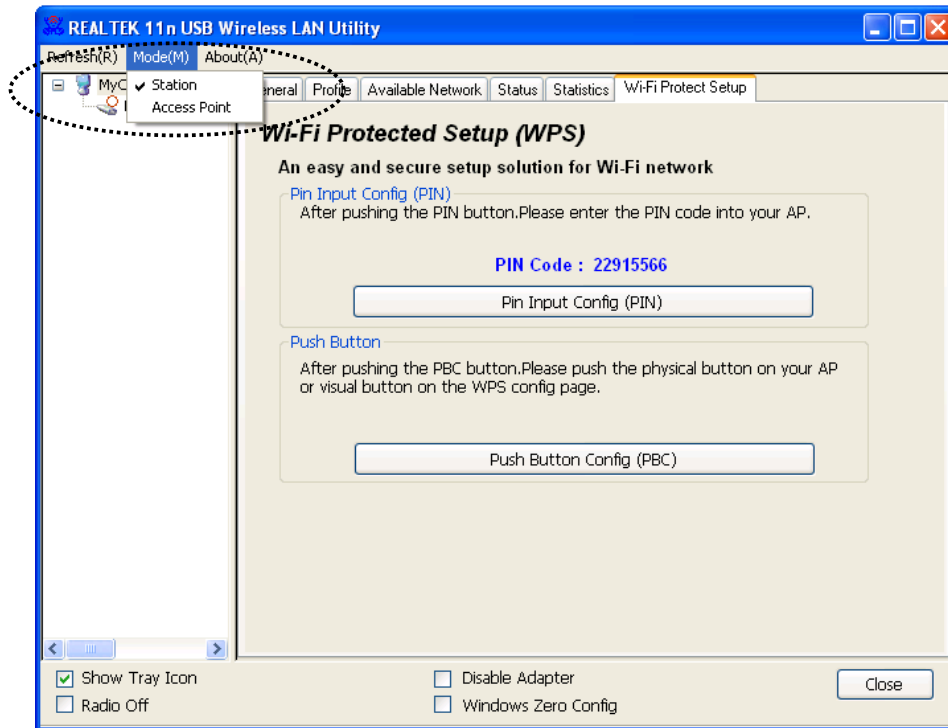 REALTEK 11n USB Wireless LAN Utility
Refresh(R) Mode(M) About(A)
Station
Access Point
MyC
General Profile Available Network Status Statistics Wi-Fi Protect Setup
Wi-Fi Protected Setup (WPS)
An easy and secure setup solution for Wi-Fi network
Pin Input Config (PIN)
After pushing the PIN button.Please enter the PIN code into your AP.
PIN Code : 22915566
Pin Input Config (PIN)
Push Button
After pushing the PBC button.Please push the physical button on your AP
or visual button on the WPS config page.
Push Button Config (PBC)
Show Tray Icon
Radio Off
Disable Adapter
Windows Zero Config
Close